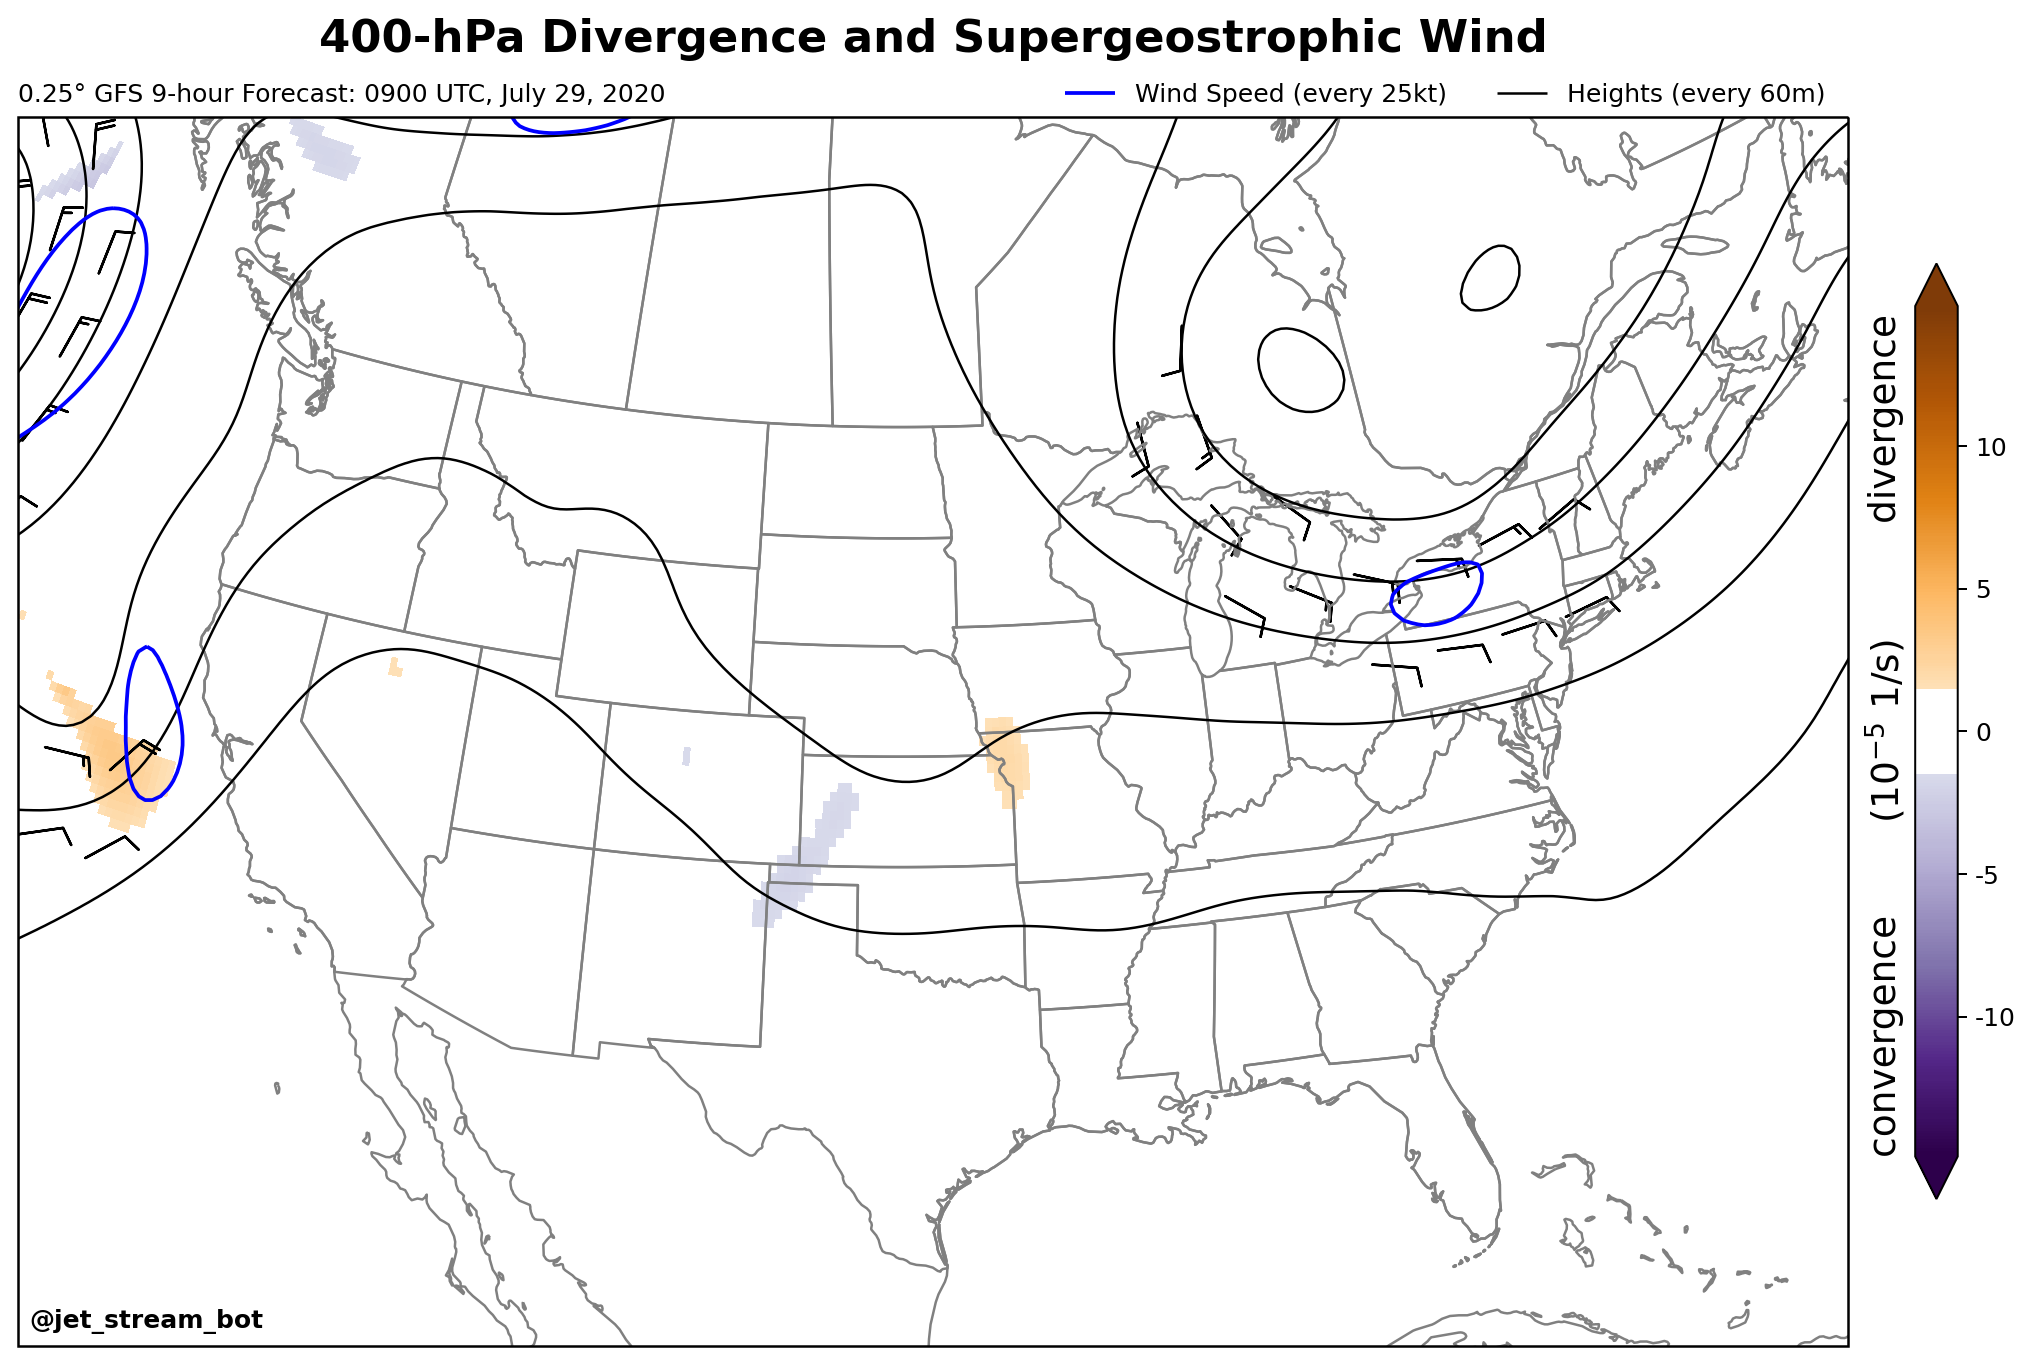 400-hPa Divergence and Supergeostrophic Wind
0.25° GFS 9-hour Forecast: 0900 UTC, July 29, 2020
Wind Speed (every 25kt)
Heights (every 60m)
10
5
0
-5
-10
convergence (10⁻⁵ 1/s) divergence
@jet_stream_bot